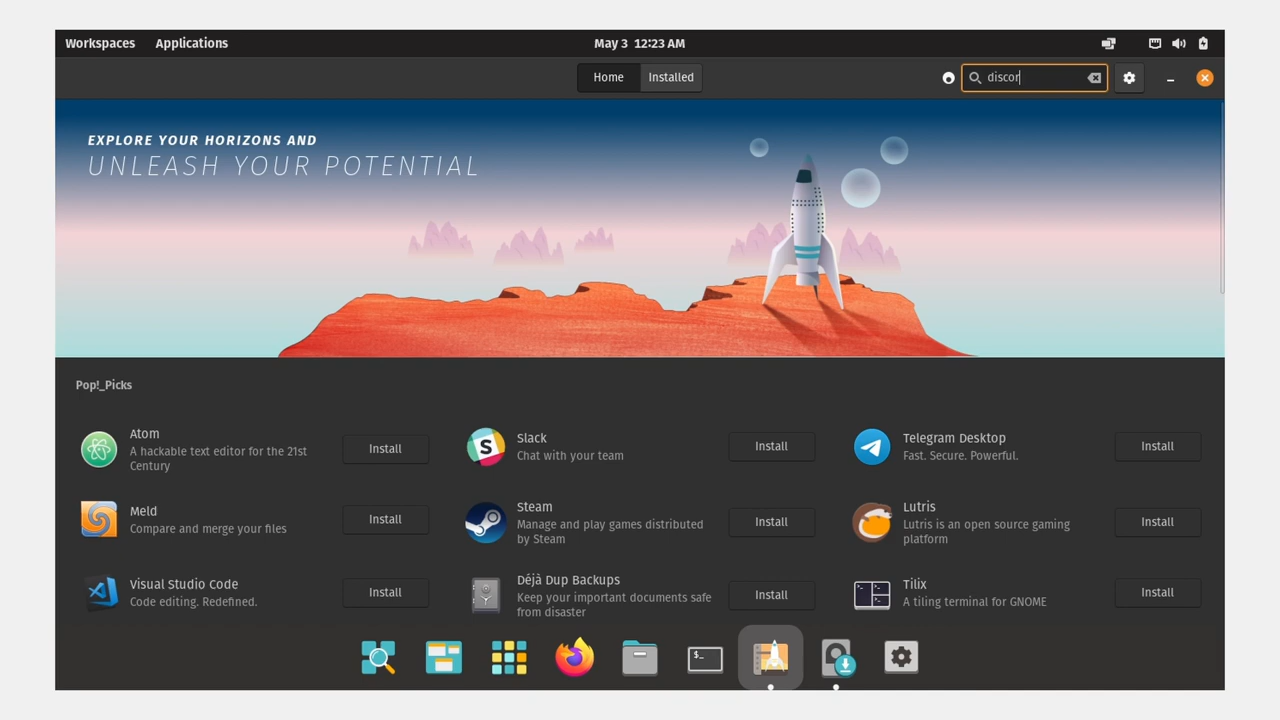 Workspaces Applications May 3 12:23 AM
Home Installed discor
EXPLORE YOUR HORIZONS AND
UNLEASH YOUR POTENTIAL
Pop!_Picks
Atom
A hackable text editor for the 21st
Century
Install
Slack
Chat with your team
Install
Telegram Desktop
Fast. Secure. Powerful.
Install
Meld
Compare and merge your files
Install
Steam
Manage and play games distributed
by Steam
Install
Lutris
Lutris is an open source gaming
platform
Install
Visual Studio Code
Code editing. Redefined.
Install
Déjà Dup Backups
Keep your important documents safe
from disaster
Install
Tilix
A tiling terminal for GNOME
Install
$_